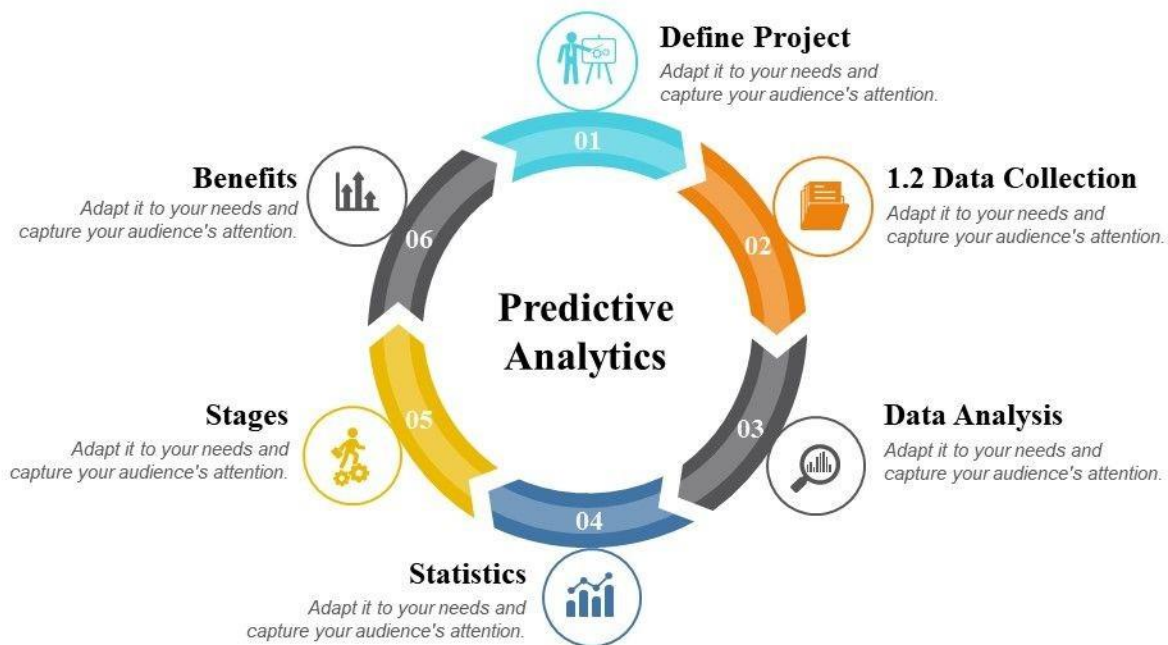 Define Project
Adapt it to your needs and
capture your audience's attention.
01
1.2 Data Collection
Adapt it to your needs and
capture your audience's attention.
02
Data Analysis
Adapt it to your needs and
capture your audience's attention.
03
Statistics
Adapt it to your needs and
capture your audience's attention.
04
Stages
Adapt it to your needs and
capture your audience's attention.
05
Benefits
Adapt it to your needs and
capture your audience's attention.
06
Predictive
Analytics